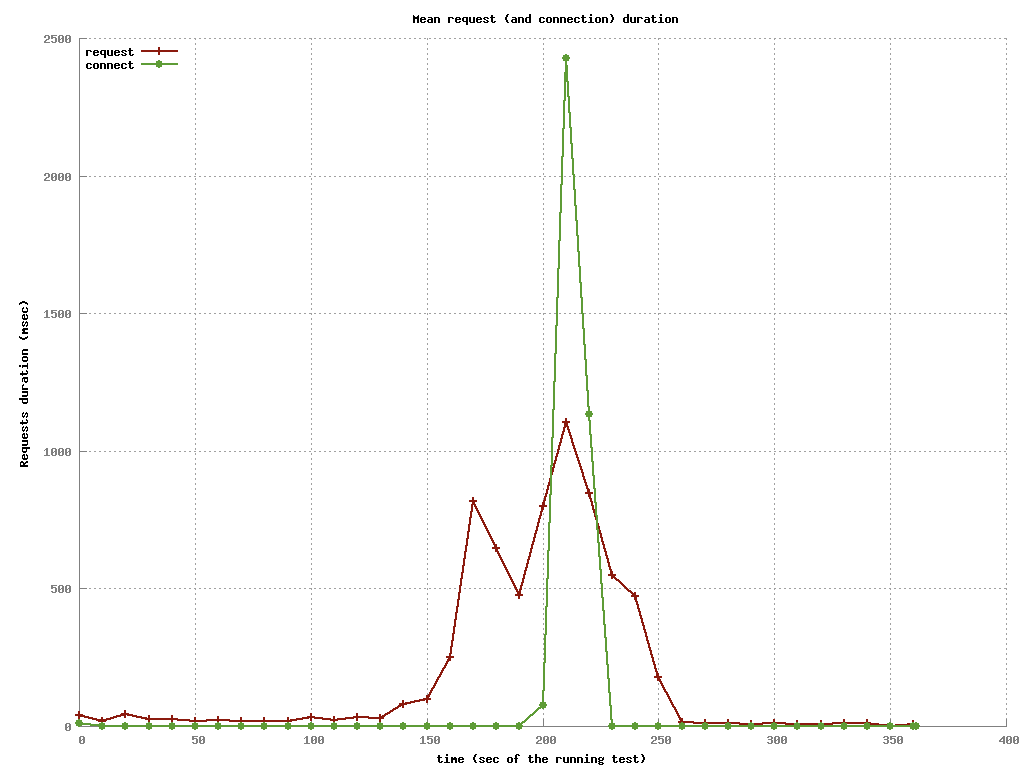 Mean request (and connection) duration
2500
request
connect
2000
1500
Requests duration (msec)
1000
500
0
0 50 100 150 200 250 300 350 400
time (sec of the running test)